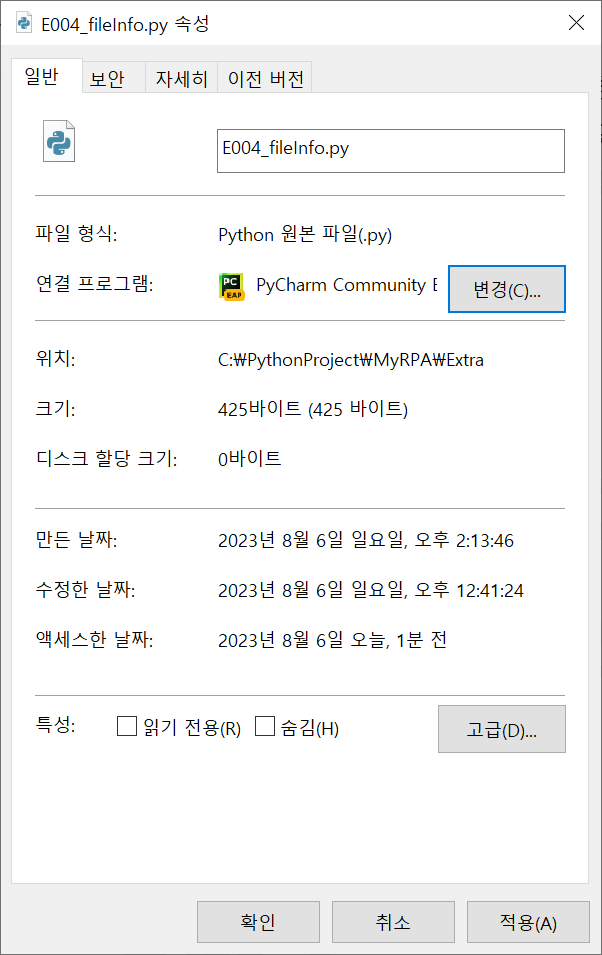 E004_fileInfo.py 속성
일반 보안 자세히 이전 버전
E004_fileInfo.py
파일 형식: Python 원본 파일(.py)
연결 프로그램: PC EAP PyCharm Community E 변경(C)...
위치: C:₩PythonProject₩MyRPA₩Extra
크기: 425바이트 (425 바이트)
디스크 할당 크기: 0바이트
만든 날짜: 2023년 8월 6일 일요일, 오후 2:13:46
수정한 날짜: 2023년 8월 6일 일요일, 오후 12:41:24
액세스한 날짜: 2023년 8월 6일 오늘, 1분 전
특성: 읽기 전용(R) 숨김(H) 고급(D)...
확인 취소 적용(A)